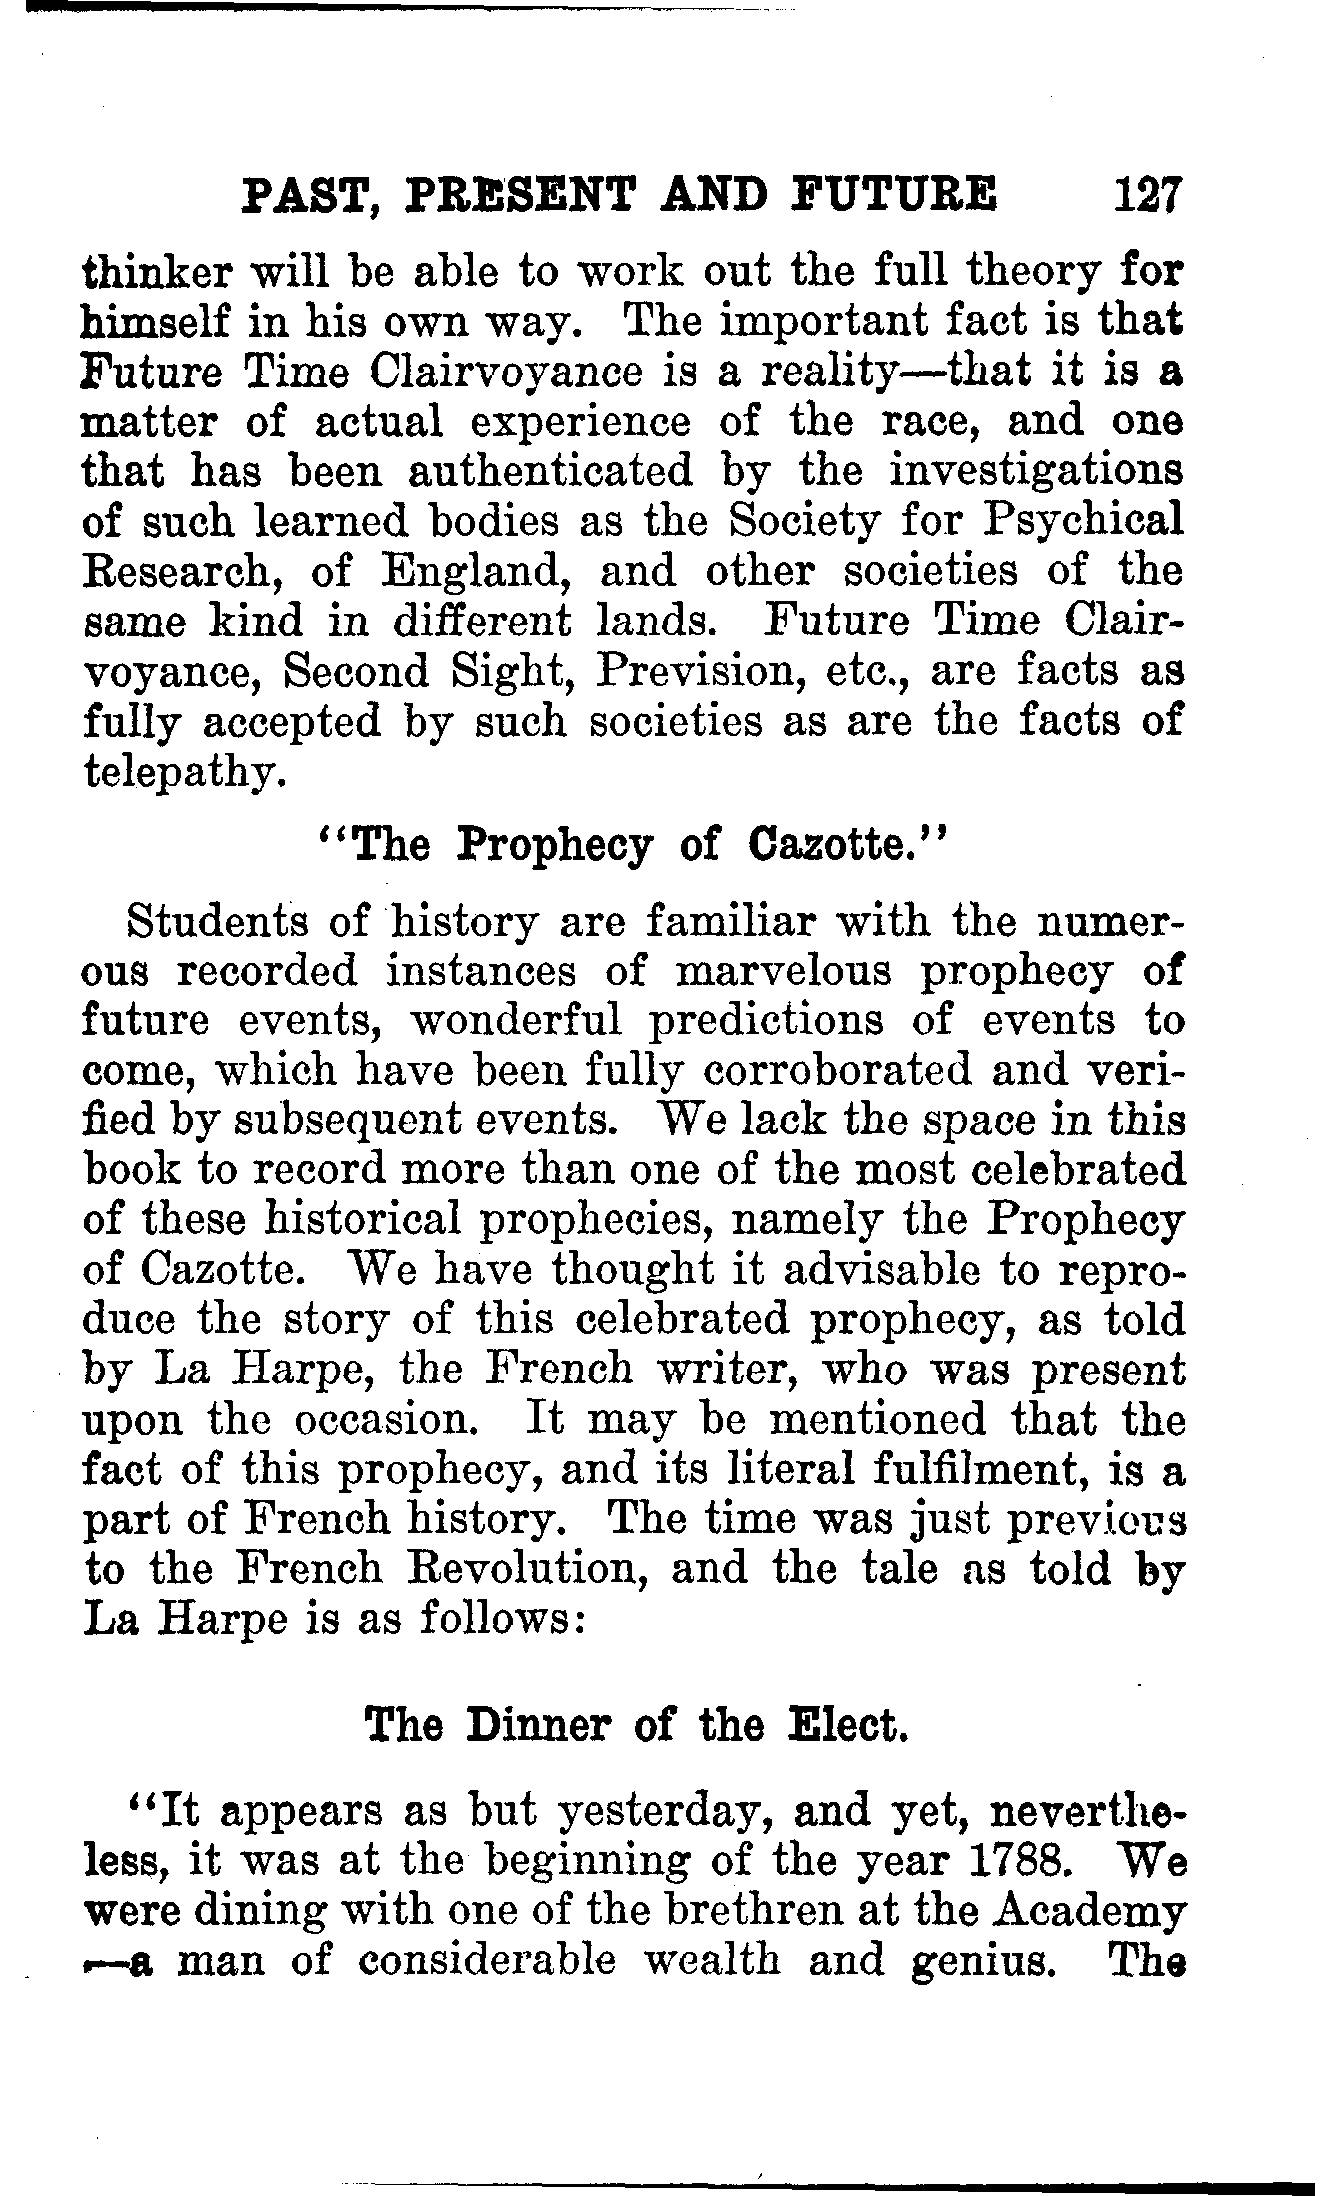 PAST, PRESENT AND FUTURE 127
thinker will be able to work out the full theory for
himself in his own way. The important fact is that
Future Time Clairvoyance is a reality—that it is a
matter of actual experience of the race, and one
that has been authenticated by the investigations
of such learned bodies as the Society for Psychical
Research, of England, and other societies of the
same kind in different lands. Future Time Clair-
voyance, Second Sight, Prevision, etc., are facts as
fully accepted by such societies as are the facts of
telepathy.
"The Prophecy of Cazotte."
Students of history are familiar with the numer-
ous recorded instances of marvelous prophecy of
future events, wonderful predictions of events to
come, which have been fully corroborated and veri-
fied by subsequent events. We lack the space in this
book to record more than one of the most celebrated
of these historical prophecies, namely the Prophecy
of Cazotte. We have thought it advisable to repro-
duce the story of this celebrated prophecy, as told
by La Harpe, the French writer, who was present
upon the occasion. It may be mentioned that the
fact of this prophecy, and its literal fulfilment, is a
part of French history. The time was just previous
to the French Revolution, and the tale as told by
La Harpe is as follows:
The Dinner of the Elect.
"It appears as but yesterday, and yet, neverthe-
less, it was at the beginning of the year 1788. We
were dining with one of the brethren at the Academy
—a man of considerable wealth and genius. The